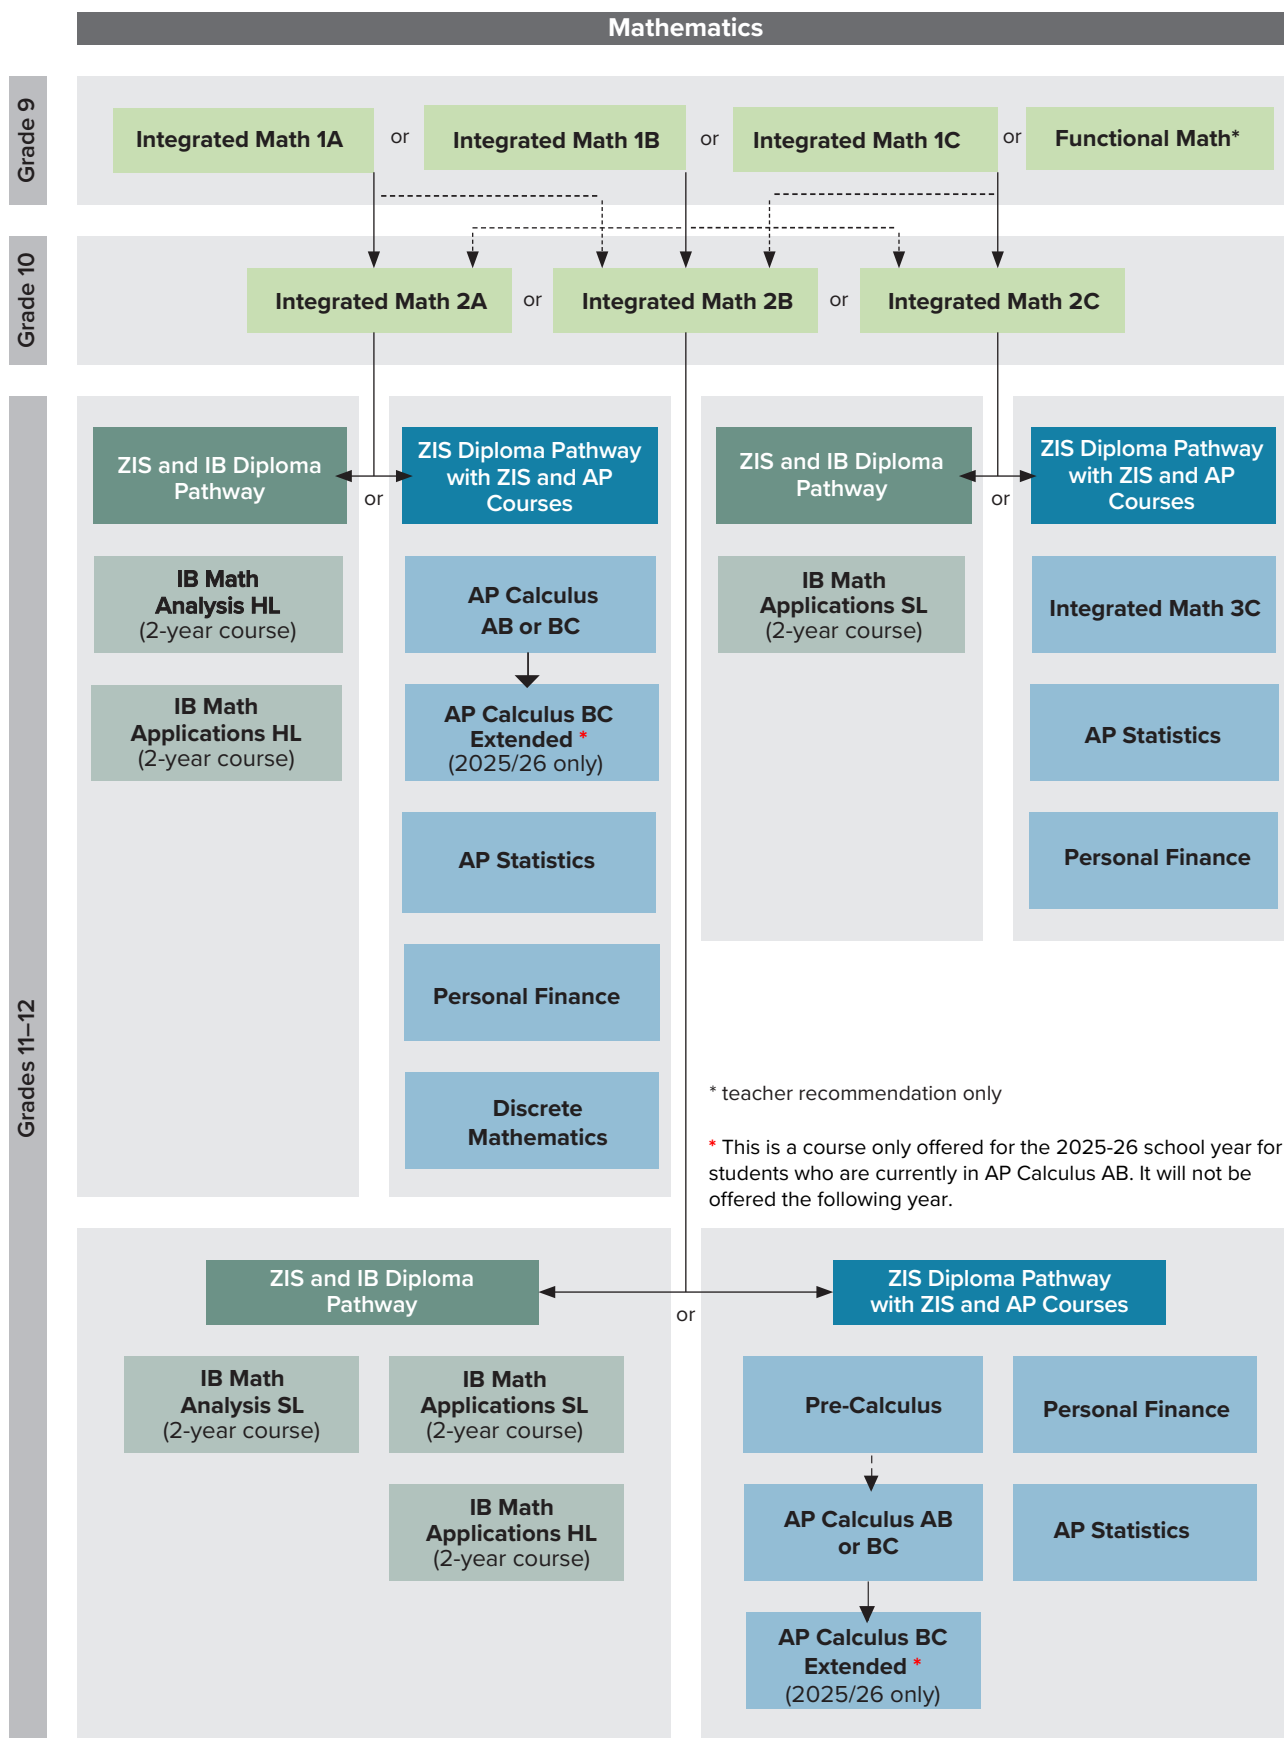 Mathematics
Grade 9
Integrated Math 1A
or
Integrated Math 1B
or
Integrated Math 1C
or
Functional Math*
Grade 10
Integrated Math 2A
or
Integrated Math 2B
or
Integrated Math 2C
Grades 11–12
ZIS and IB Diploma
Pathway
or
ZIS Diploma Pathway
with ZIS and AP
Courses
IB Math
Analysis HL
(2-year course)
IB Math
Applications HL
(2-year course)
AP Calculus
AB or BC
AP Calculus BC
Extended *
(2025/26 only)
AP Statistics
Personal Finance
Discrete
Mathematics
ZIS and IB Diploma
Pathway
or
ZIS Diploma Pathway
with ZIS and AP
Courses
IB Math
Applications SL
(2-year course)
Integrated Math 3C
AP Statistics
Personal Finance
* teacher recommendation only
* This is a course only offered for the 2025-26 school year for
students who are currently in AP Calculus AB. It will not be
offered the following year.
ZIS and IB Diploma
Pathway
or
ZIS Diploma Pathway
with ZIS and AP Courses
IB Math
Analysis SL
(2-year course)
IB Math
Applications SL
(2-year course)
IB Math
Applications HL
(2-year course)
Pre-Calculus
Personal Finance
AP Calculus AB
or BC
AP Statistics
AP Calculus BC
Extended *
(2025/26 only)